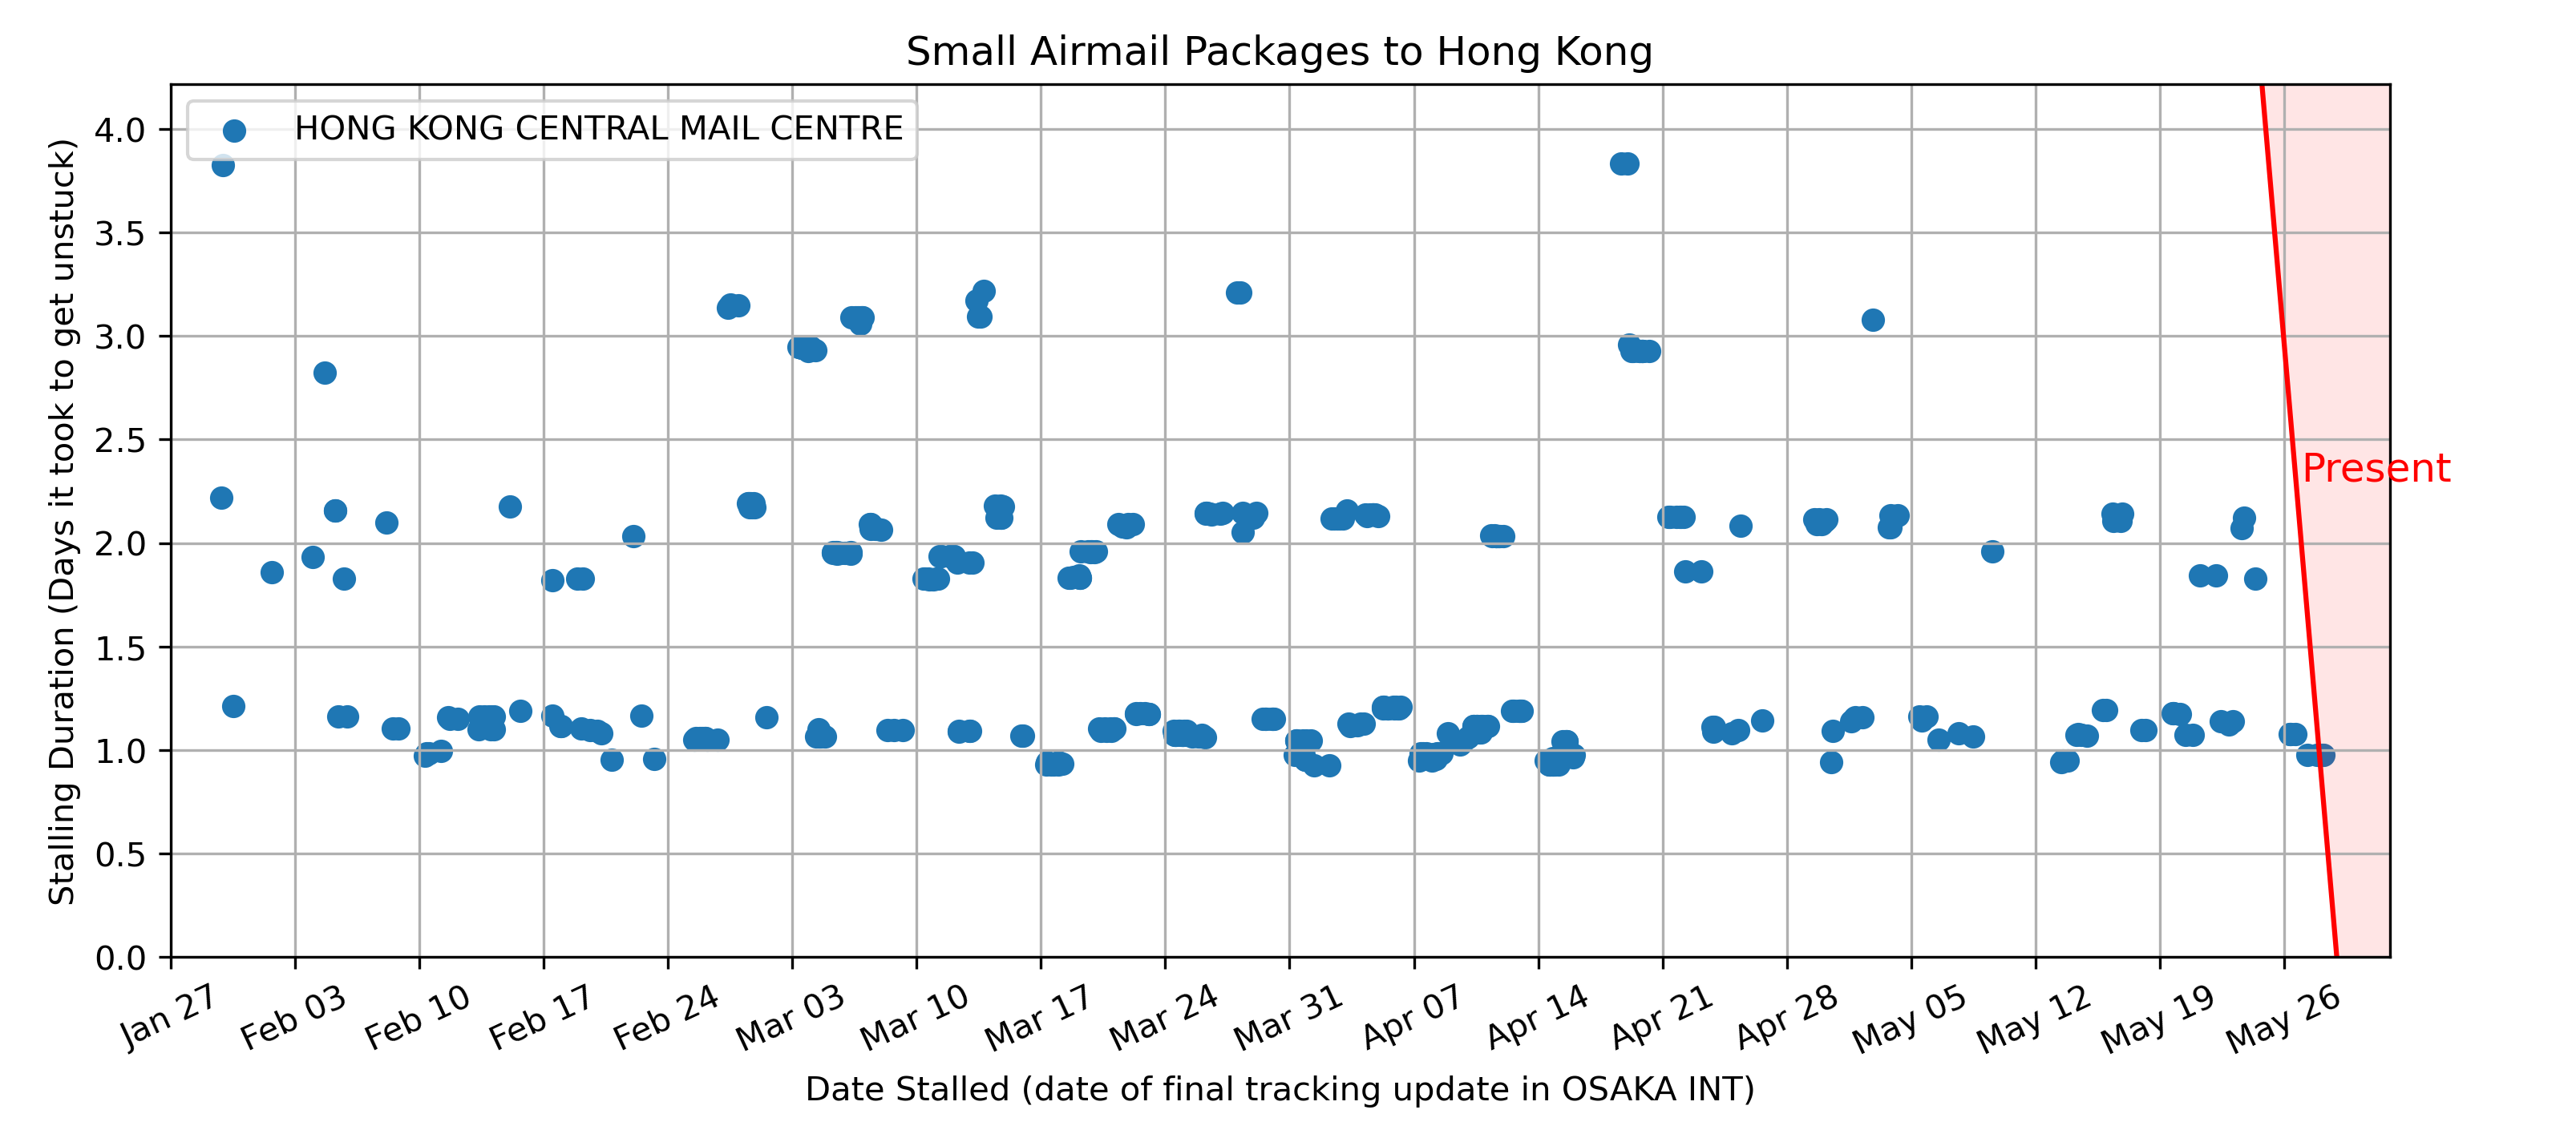 Small Airmail Packages to Hong Kong
HONG KONG CENTRAL MAIL CENTRE
Stalling Duration (Days it took to get unstuck)
4.0
3.5
3.0
2.5
2.0
1.5
1.0
0.5
0.0
Present
Jan 27
Feb 03
Feb 10
Feb 17
Feb 24
Mar 03
Mar 10
Mar 17
Mar 24
Mar 31
Apr 07
Apr 14
Apr 21
Apr 28
May 05
May 12
May 19
May 26
Date Stalled (date of final tracking update in OSAKA INT)